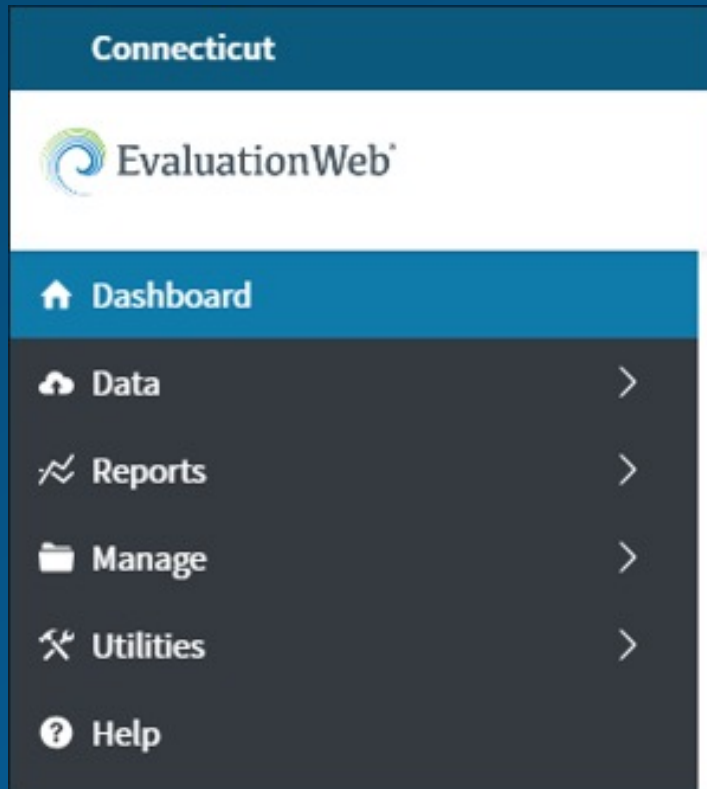 Connecticut
EvaluationWeb®
Dashboard
Data
Reports
Manage
Utilities
Help